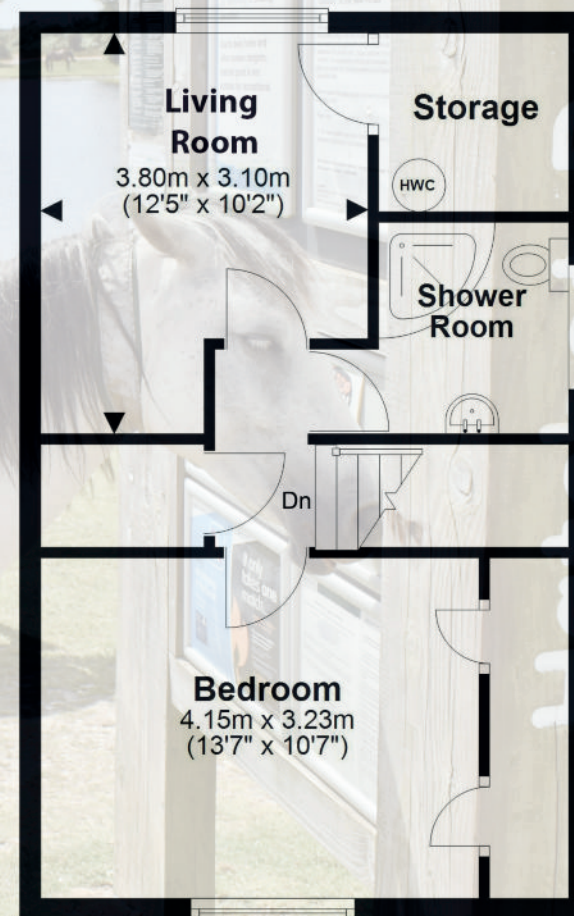 Living
Room
3.80m x 3.10m
(12'5" x 10'2")
Storage
HWC
Shower
Room
Dn
Bedroom
4.15m x 3.23m
(13'7" x 10'7")